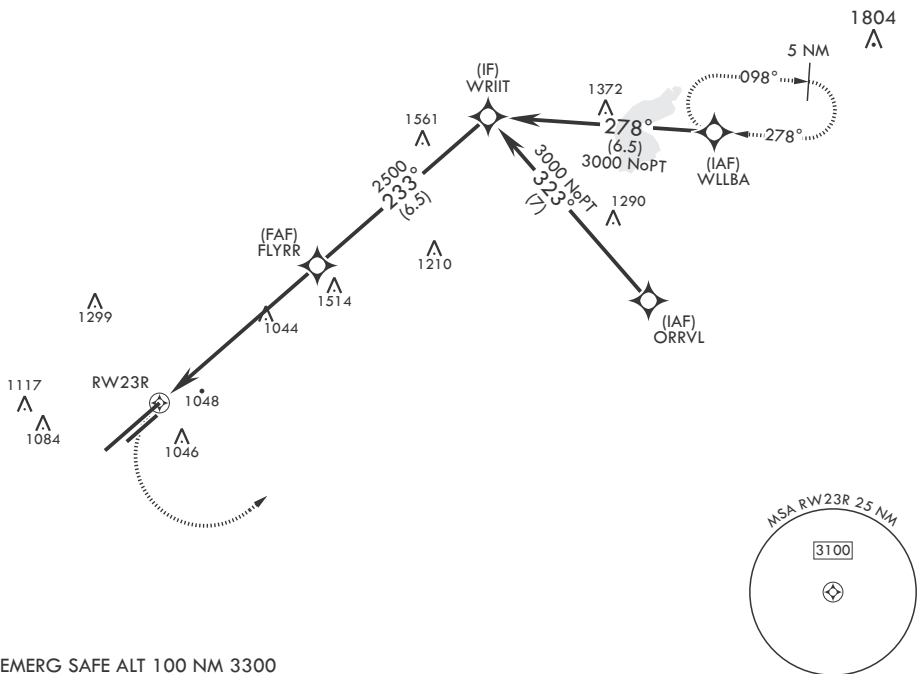 1804
5 NM
098°
278°
(IAF)
WLLBA
(IF)
WRIIT
1372
278°
(6.5)
3000 NoPT
1561
2500
233°
(6.5)
3000 NoPT
323°
(7)
1290
(FAF)
FLYRR
1210
1514
(IAF)
ORRVL
1299
1044
RW23R
1048
1117
1084
1046
MSA RW23R 25 NM
3100
EMERG SAFE ALT 100 NM 3300